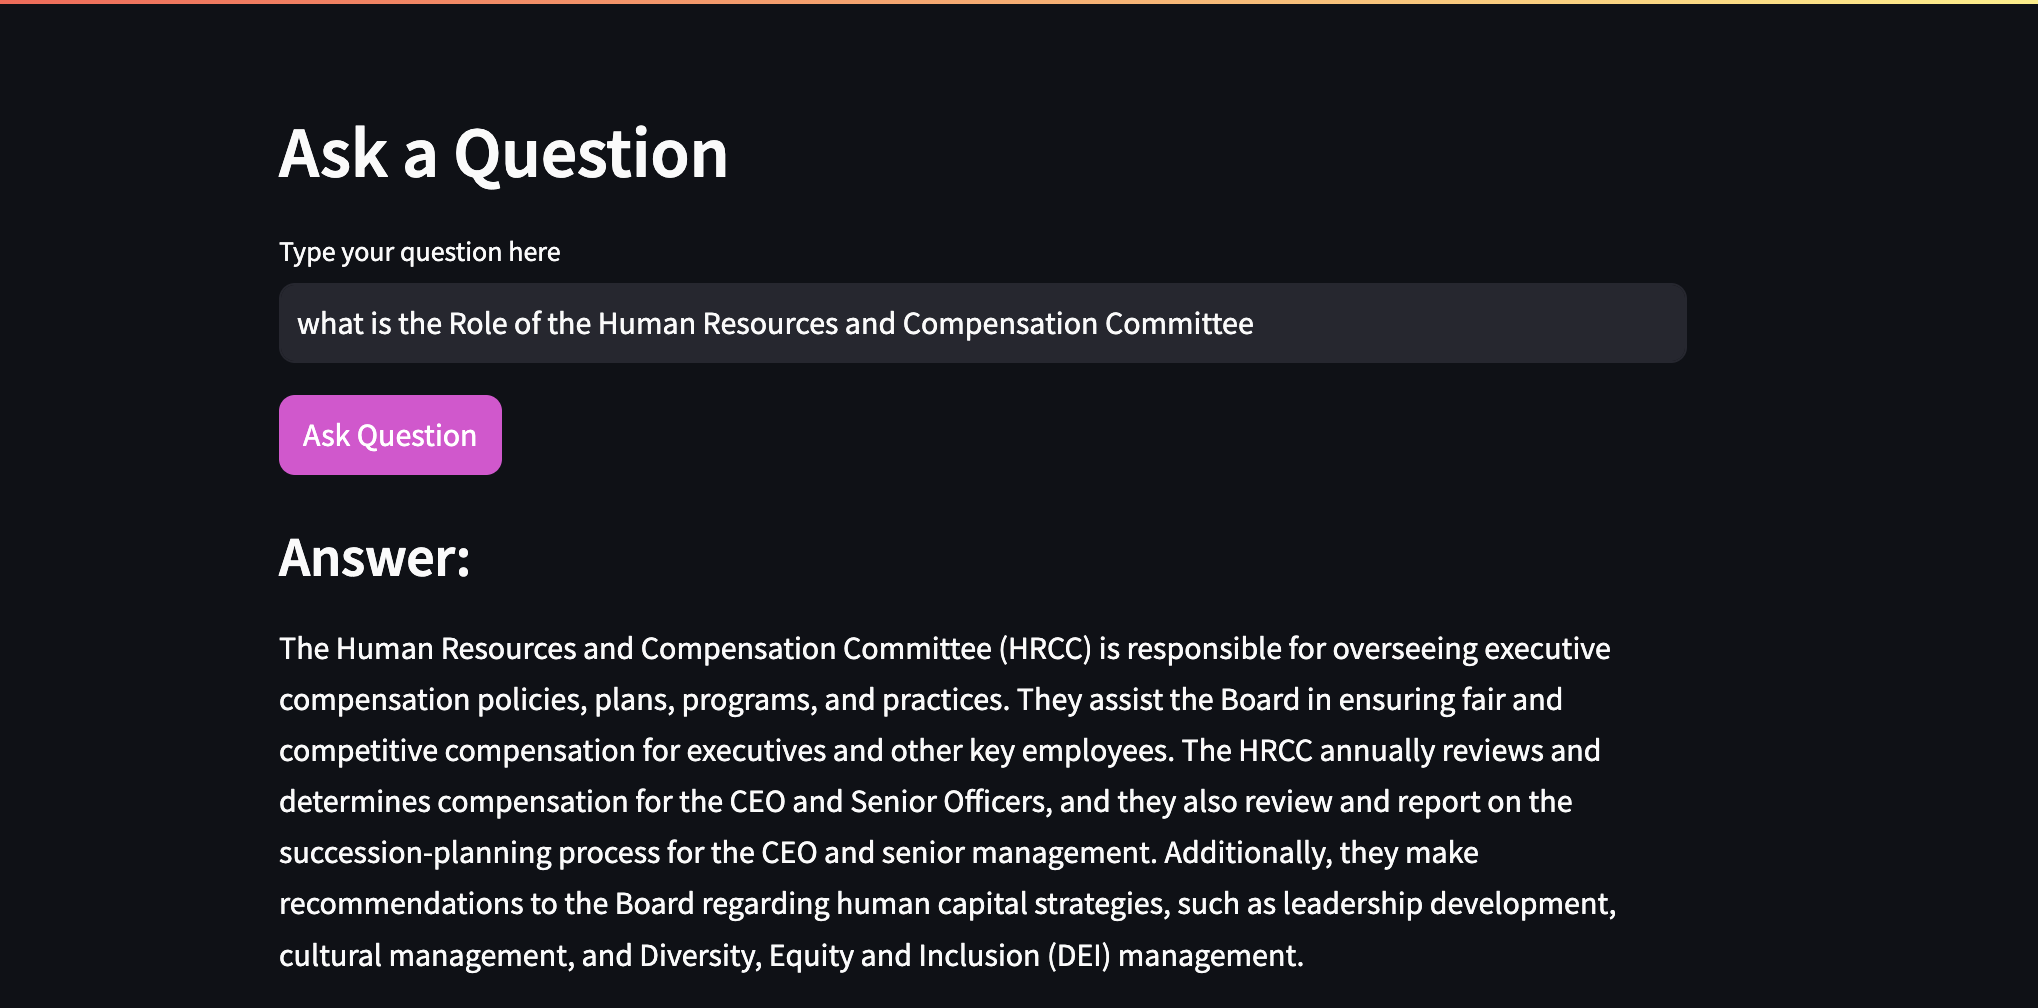 Ask a Question
Type your question here
what is the Role of the Human Resources and Compensation Committee
Ask Question
Answer:
The Human Resources and Compensation Committee (HRCC) is responsible for overseeing executive
compensation policies, plans, programs, and practices. They assist the Board in ensuring fair and
competitive compensation for executives and other key employees. The HRCC annually reviews and
determines compensation for the CEO and Senior Officers, and they also review and report on the
succession-planning process for the CEO and senior management. Additionally, they make
recommendations to the Board regarding human capital strategies, such as leadership development,
cultural management, and Diversity, Equity and Inclusion (DEI) management.